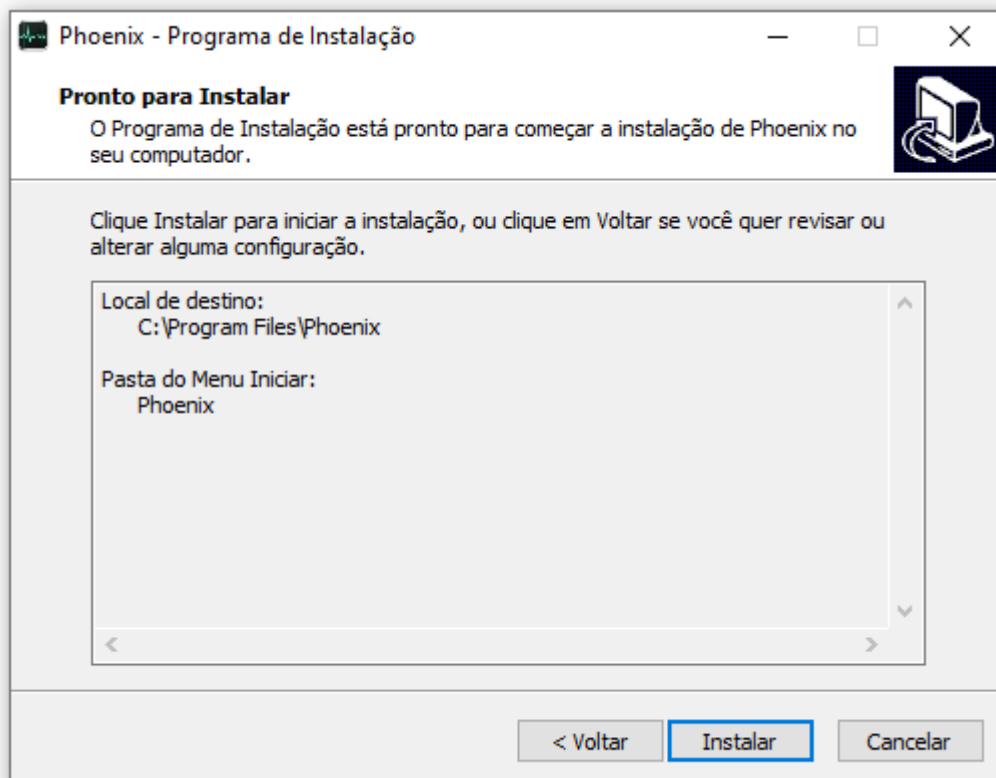 Phoenix - Programa de Instalação
Pronto para Instalar
O Programa de Instalação está pronto para começar a instalação de Phoenix no
seu computador.
Clique Instalar para iniciar a instalação, ou clique em Voltar se você quer revisar ou
alterar alguma configuração.
Local de destino:
C:\Program Files\Phoenix
Pasta do Menu Iniciar:
Phoenix
< Voltar
Instalar
Cancelar